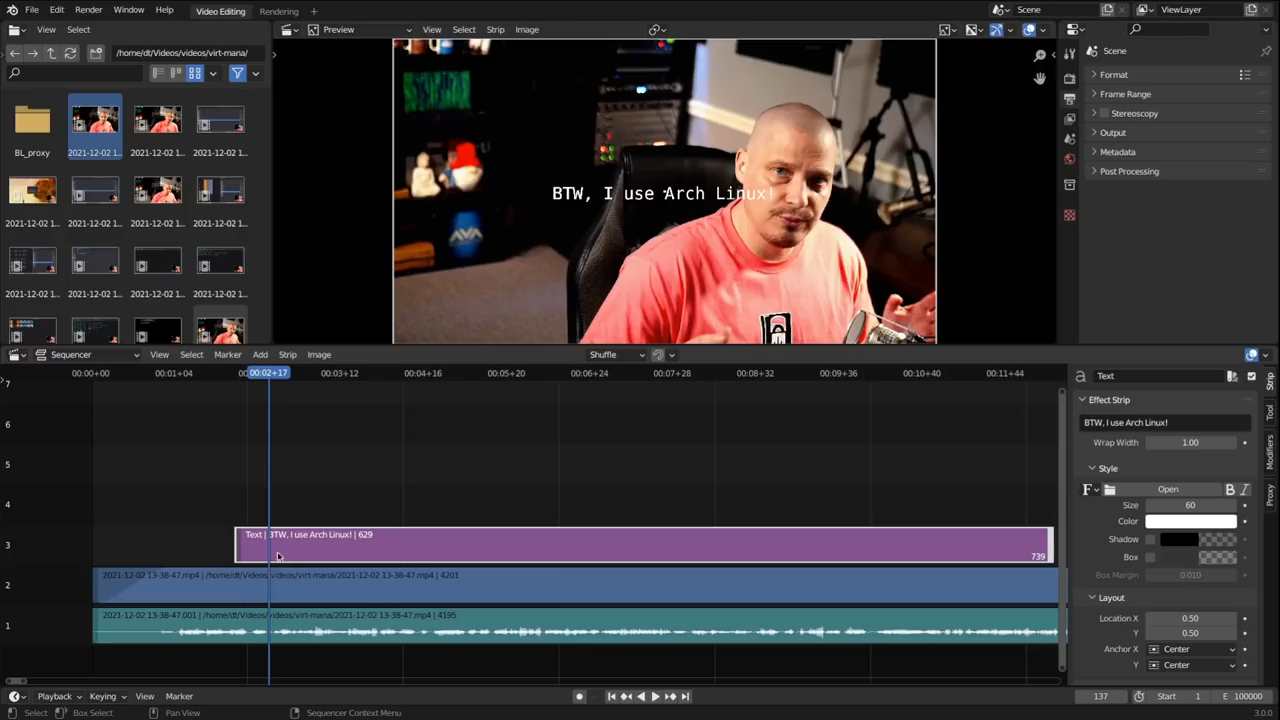 File Edit Render Window Help Video Editing Rendering + Scene ViewLayer
View Select Preview View Select Strip Image Scene
/home/dt/Videos/videos/virt-mana/
Format
Frame Range
Stereoscopy
Output
Metadata
Post Processing
BL_proxy 2021-12-02 1... 2021-12-02 1... 2021-12-02 1...
2021-12-02 1... 2021-12-02 1... 2021-12-02 1... 2021-12-02 1...
2021-12-02 1... 2021-12-02 1... 2021-12-02 1... 2021-12-02 1...
BTW, I use Arch Linux!
Sequencer View Select Marker Add Strip Image Shuffle
00:00+00 00:01+04 00:02+17 00:03+12 00:04+16 00:05+20 00:06+24 00:07+28 00:08+32 00:09+36 00:10+40 00:11+44
7
6
5
4
3
Text | BTW, I use Arch Linux! | 629
739
2
2021-12-02 13-38-47.mp4 | /home/dt/Videos/videos/virt-mana/2021-12-02 13-38-47.mp4 | 4201
1
2021-12-02 13-38-47.001 | /home/dt/Videos/videos/virt-mana/2021-12-02 13-38-47.mp4 | 4195
Text
Effect Strip
BTW, I use Arch Linux!
Wrap Width 1.00
Style
F Open B I
Size 60
Color
Shadow
Box
Box Margin 0.010
Layout
Location X 0.50
Y 0.50
Anchor X Center
Y Center
Strip
Tool
Modifiers
Proxy
Playback Keying View Marker 137 Start 1 E 100000
Select Box Select Pan View Sequencer Context Menu 3.0.0